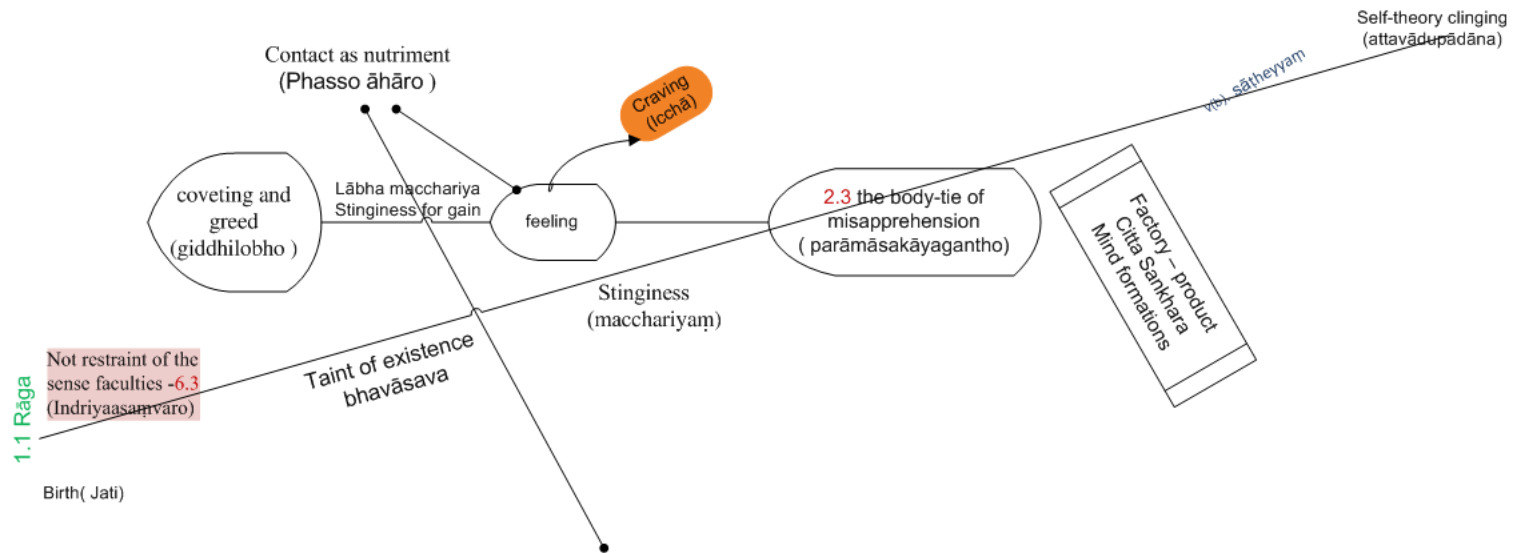 Self-theory clinging
(attavādupādāna)
Contact as nutriment
(Phasso āhāro )
Craving
(Icchā)
v(b). sāṭheyyaṃ
coveting and
greed
(giddhilobho )
Lābha macchariya
Stinginess for gain
feeling
2.3 the body-tie of
misapprehension
( parāmāsakāyagantho)
Factory – product
Citta Sankhara
Mind formations
Stinginess
(macchariyaṃ)
Taint of existence
bhavāsava
Not restraint of the
sense faculties -6.3
(Indriyaasaṃvaro)
1.1 Rāga
Birth( Jati)